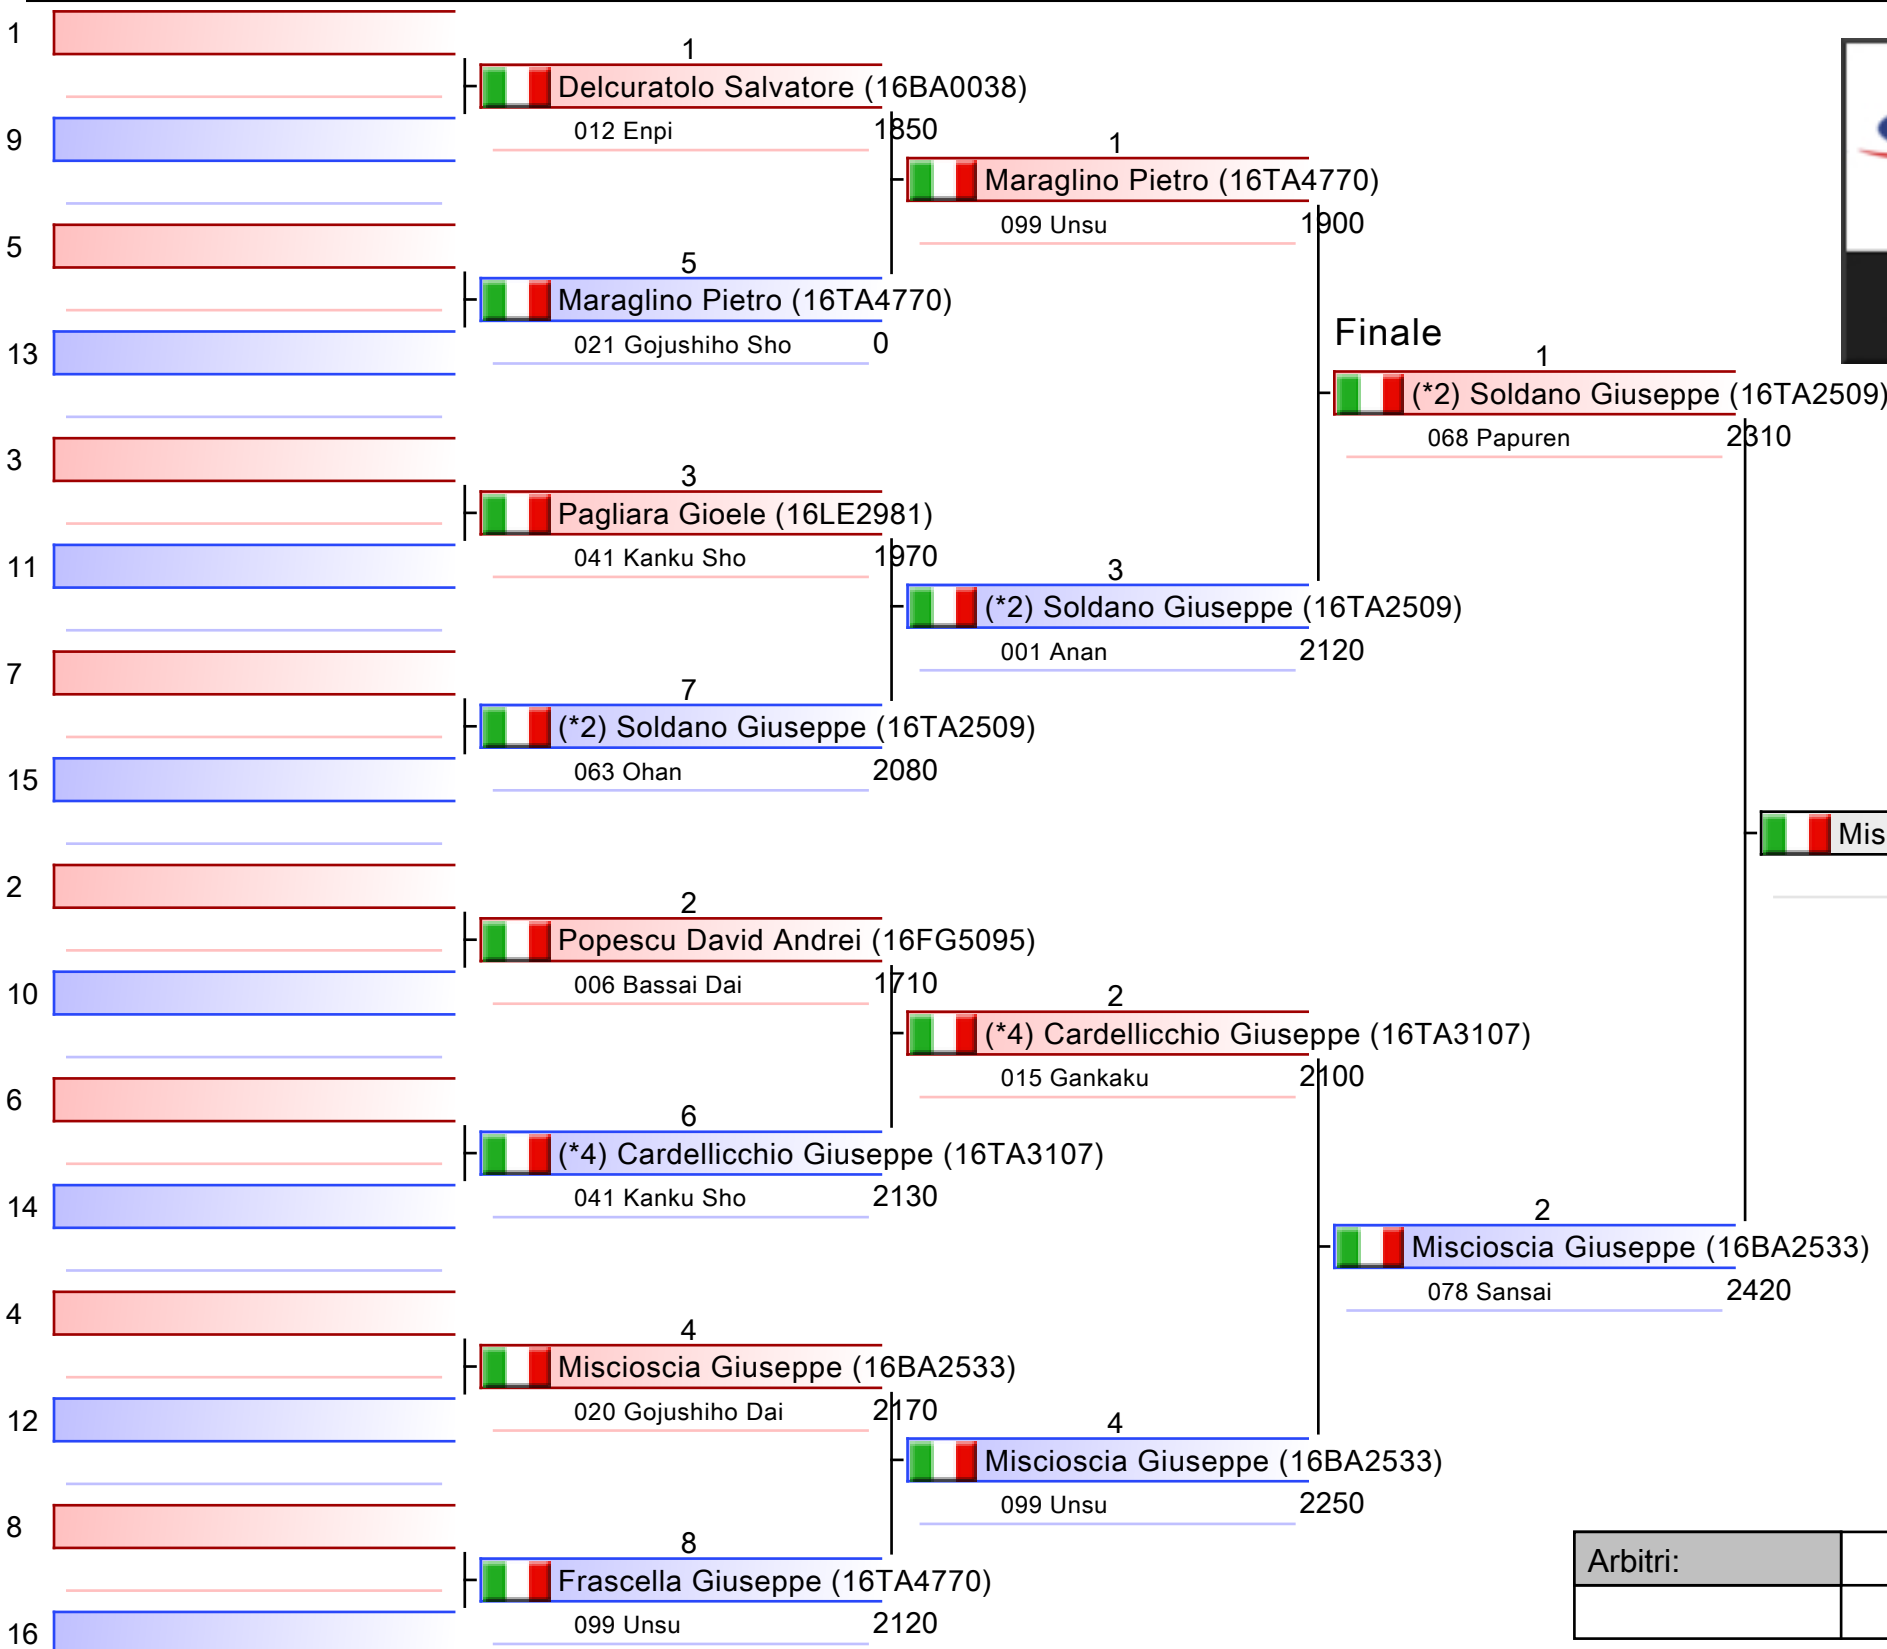 1
1
Delcuratolo Salvatore (16BA0038)
012 Enpi 1850
9
1
Maraglino Pietro (16TA4770)
099 Unsu 1900
5
5
Maraglino Pietro (16TA4770)
021 Gojushiho Sho 0
13
Finale
1
(*2) Soldano Giuseppe (16TA2509)
068 Papuren 2310
3
3
Pagliara Gioele (16LE2981)
041 Kanku Sho 1970
11
3
(*2) Soldano Giuseppe (16TA2509)
001 Anan 2120
7
7
(*2) Soldano Giuseppe (16TA2509)
063 Ohan 2080
15
Mis
2
2
Popescu David Andrei (16FG5095)
006 Bassai Dai 1710
10
2
(*4) Cardellicchio Giuseppe (16TA3107)
015 Gankaku 2100
6
6
(*4) Cardellicchio Giuseppe (16TA3107)
041 Kanku Sho 2130
14
2
Miscioscia Giuseppe (16BA2533)
078 Sansai 2420
4
4
Miscioscia Giuseppe (16BA2533)
020 Gojushiho Dai 2170
12
4
Miscioscia Giuseppe (16BA2533)
099 Unsu 2250
8
8
Frascella Giuseppe (16TA4770)
099 Unsu 2120
16
Arbitri: